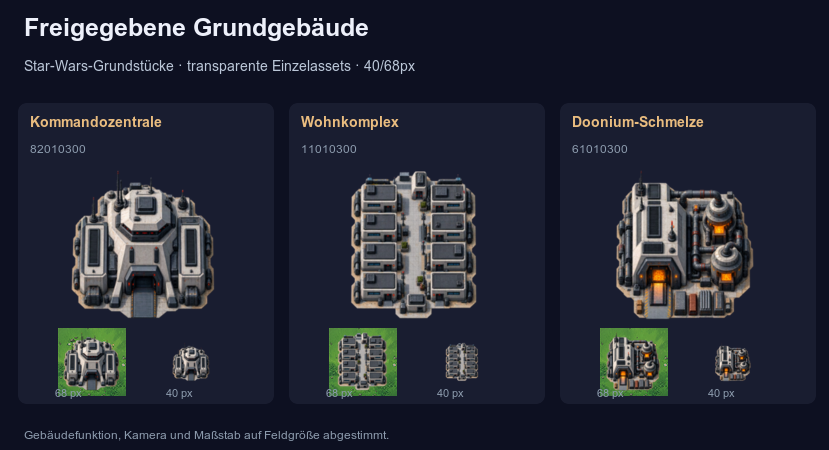 Freigegebene Grundgebäude
Star-Wars-Grundstücke · transparente Einzelassets · 40/68px
Kommandozentrale
82010300
68 px
40 px
Wohnkomplex
11010300
68 px
40 px
Doonium-Schmelze
61010300
68 px
40 px
Gebäudefunktion, Kamera und Maßstab auf Feldgröße abgestimmt.